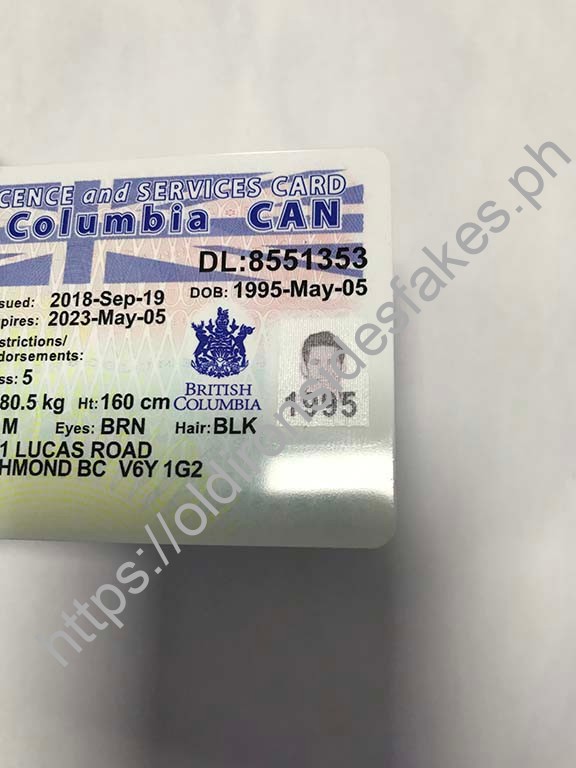 CENCE and SERVICES CARD
Columbia CAN
DL:8551353
sued: 2018-Sep-19 DOB: 1995-May-05
pires: 2023-May-05
strictions/
dorsements:
ss: 5
80.5 kg Ht: 160 cm
BRITISH
COLUMBIA
1995
M Eyes: BRN Hair: BLK
1 LUCAS ROAD
HMOND BC V6Y 1G2
https://oldironsidesfakes.ph